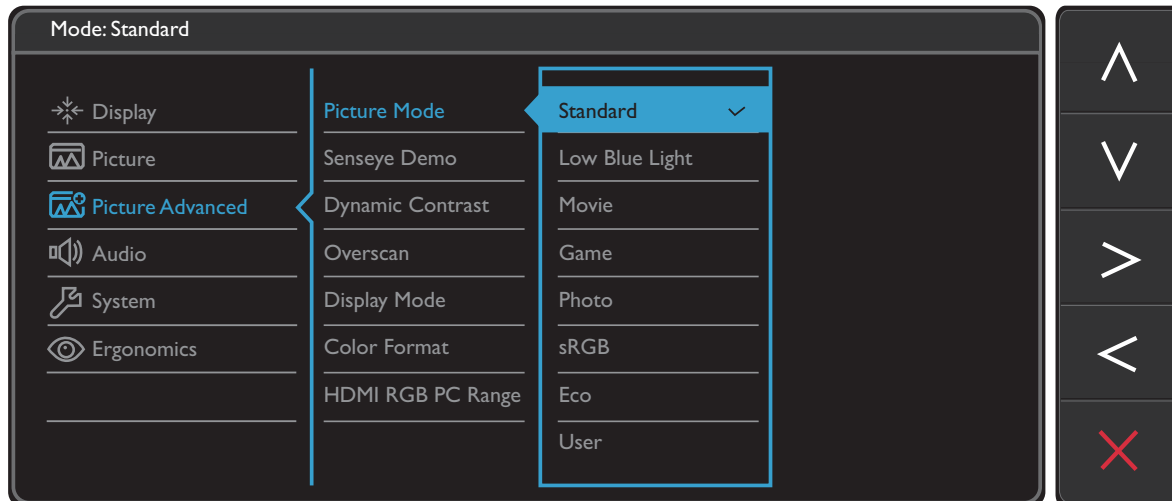 Mode: Standard
Display
Picture
Picture Advanced
Audio
System
Ergonomics
Picture Mode
Senseye Demo
Dynamic Contrast
Overscan
Display Mode
Color Format
HDMI RGB PC Range
Standard
Low Blue Light
Movie
Game
Photo
sRGB
Eco
User